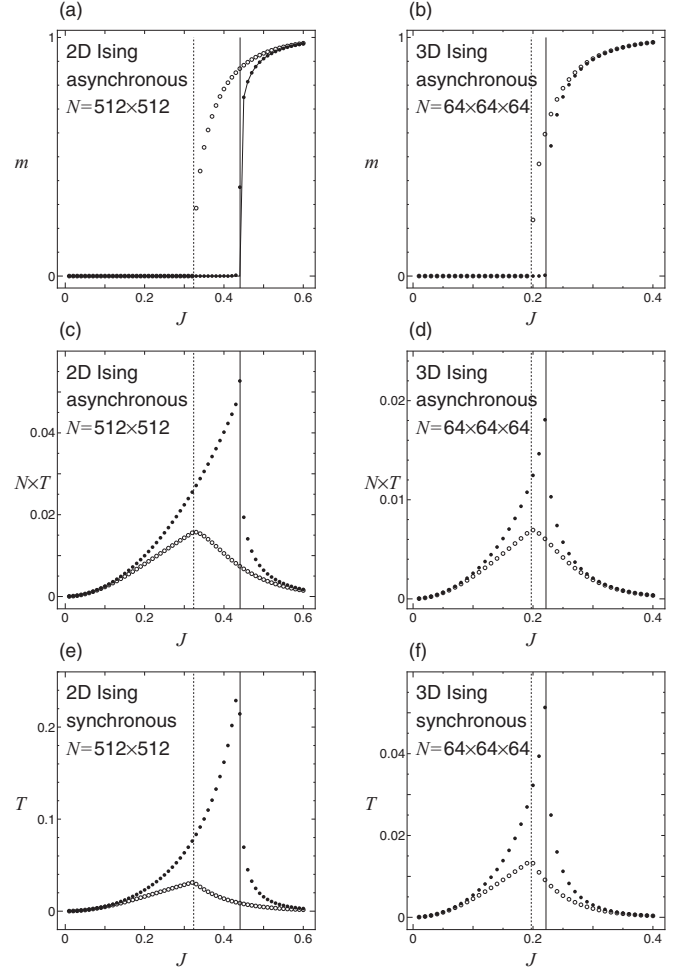 (a)
2D Ising
asynchronous
N=512×512
1
m
0
0 0.2 0.4 0.6
J
(b)
3D Ising
asynchronous
N=64×64×64
1
m
0
0 0.2 0.4
J
(c)
2D Ising
asynchronous
N=512×512
0.04
N×T
0.02
0
0 0.2 0.4 0.6
J
(d)
3D Ising
asynchronous
N=64×64×64
0.02
N×T
0.01
0
0 0.2 0.4
J
(e)
2D Ising
synchronous
N=512×512
0.2
T
0.1
0
0 0.2 0.4 0.6
J
(f)
3D Ising
synchronous
N=64×64×64
0.04
T
0.02
0
0 0.2 0.4
J